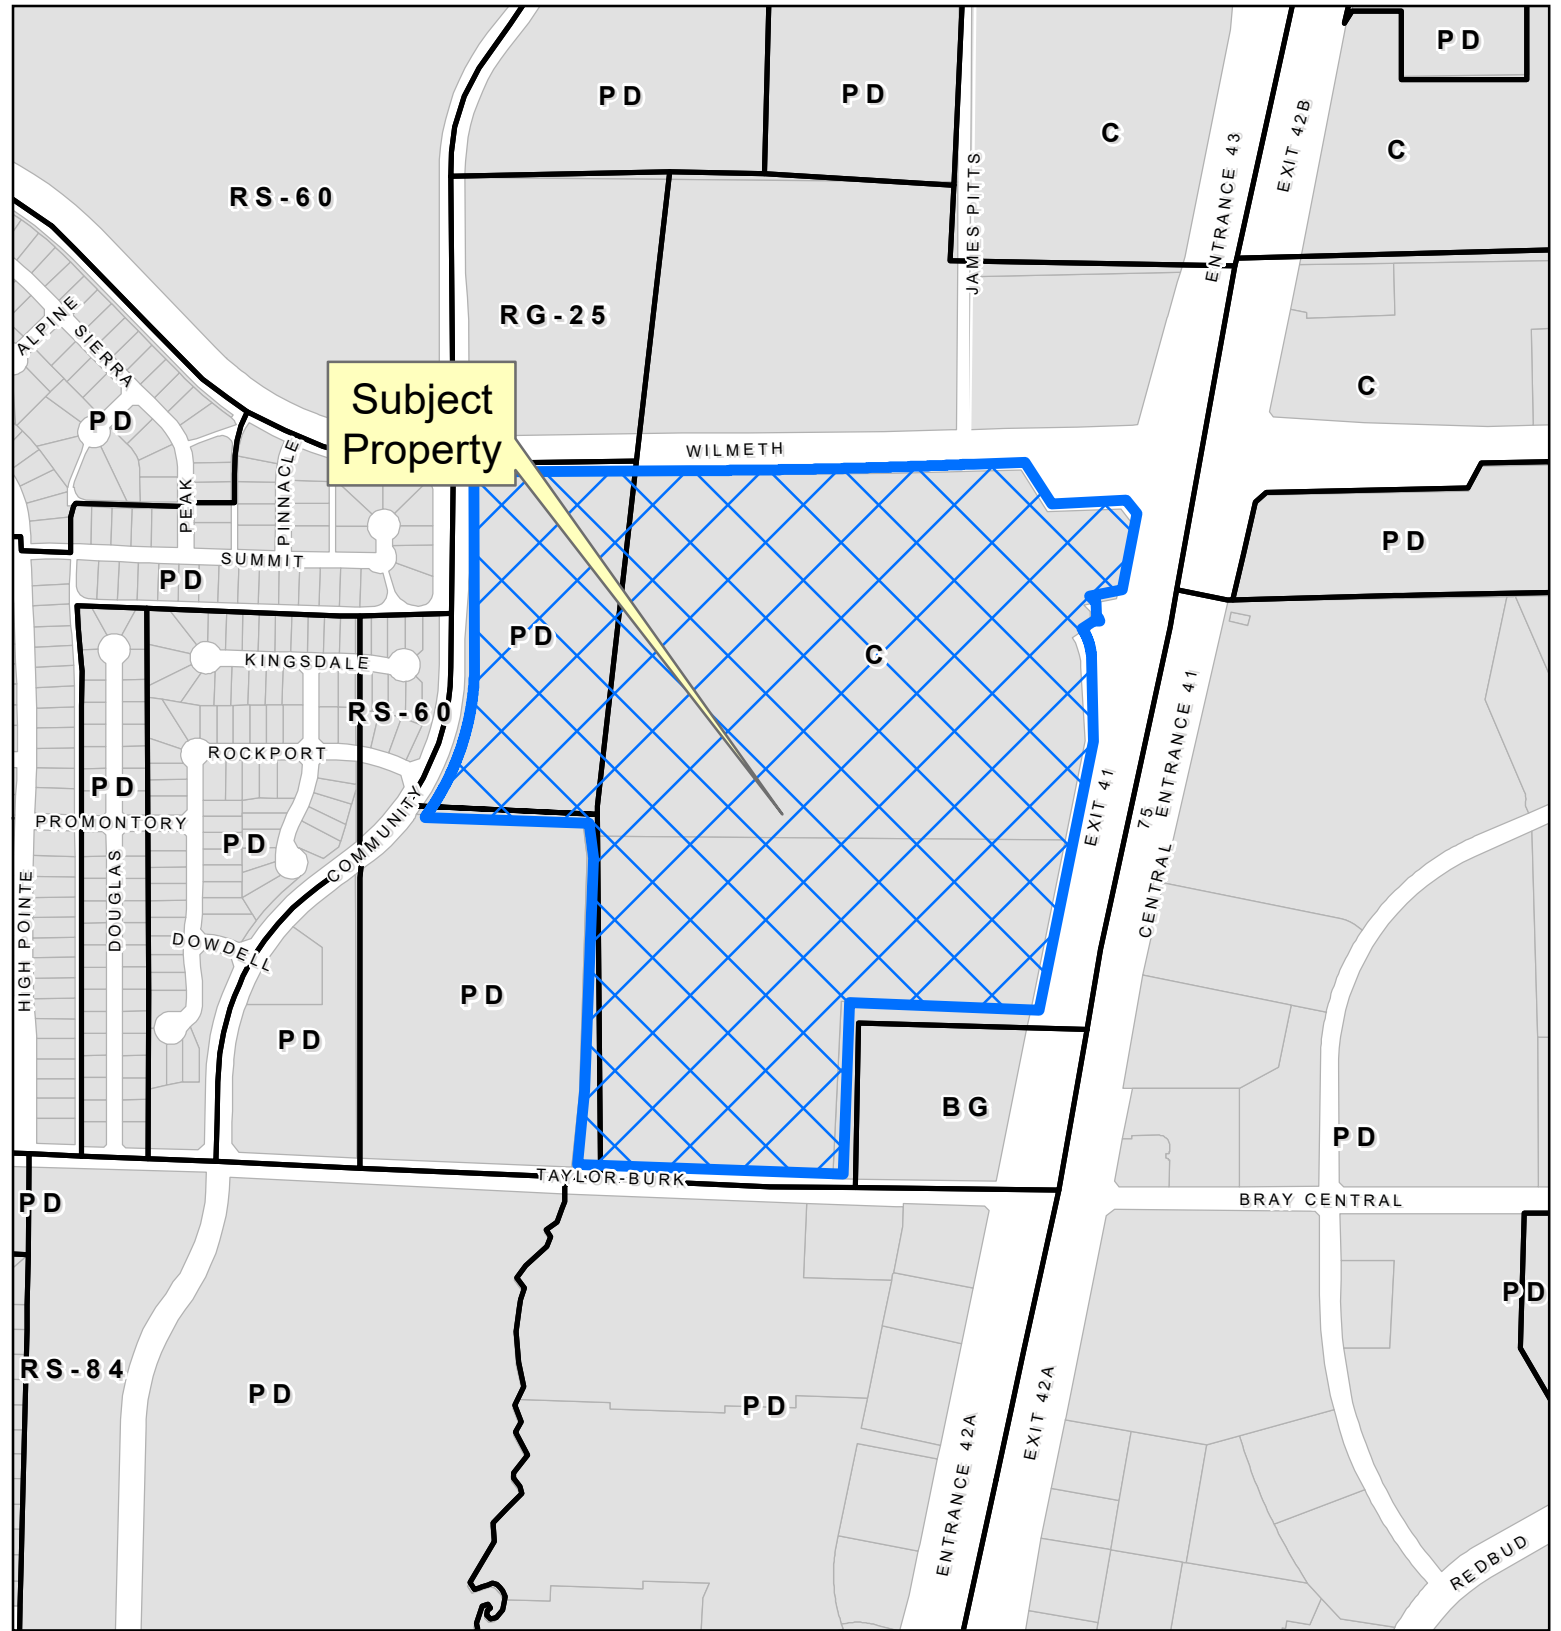 PD
PD
PD
C
C
ENTRANCE 43
EXIT 42B
JAMES PITTS
RS-60
RG-25
ALPINE
SIERRA
PD
C
Subject
Property
WILMETH
PEAK
PINNACLE
SUMMIT
PD
PD
PD
C
KINGSDALE
RS-60
ROCKPORT
PD
PROMONTORY
PD
COMMUNITY
EXIT 41
75
CENTRAL
ENTRANCE 41
HIGH POINTE
DOUGLAS
DOWDELL
PD
PD
BG
PD
TAYLOR-BURK
BRAY CENTRAL
PD
PD
RS-84
PD
PD
ENTRANCE 42A
EXIT 42A
REDBUD